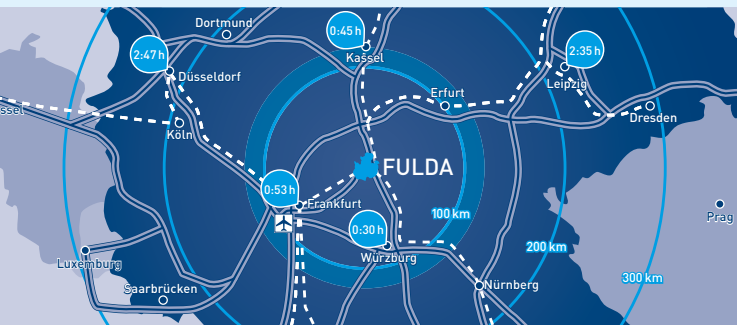 Dortmund
0:45 h
2:47 h
2:35 h
Kassel
Düsseldorf
Leipzig
Erfurt
ssel
Dresden
Köln
FULDA
0:53 h
Frankfurt
100 km
Prag
0:30 h
200 km
Würzburg
Luxemburg
300 km
Saarbrücken
Nürnberg